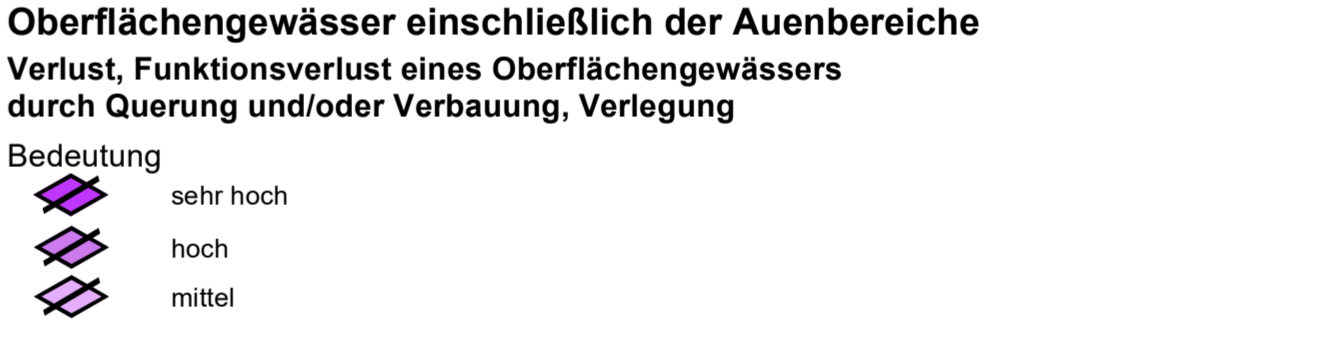 Oberflächengewässer einschließlich der Auenbereiche
Verlust, Funktionsverlust eines Oberflächengewässers
durch Querung und/oder Verbauung, Verlegung
Bedeutung
sehr hoch
hoch
mittel